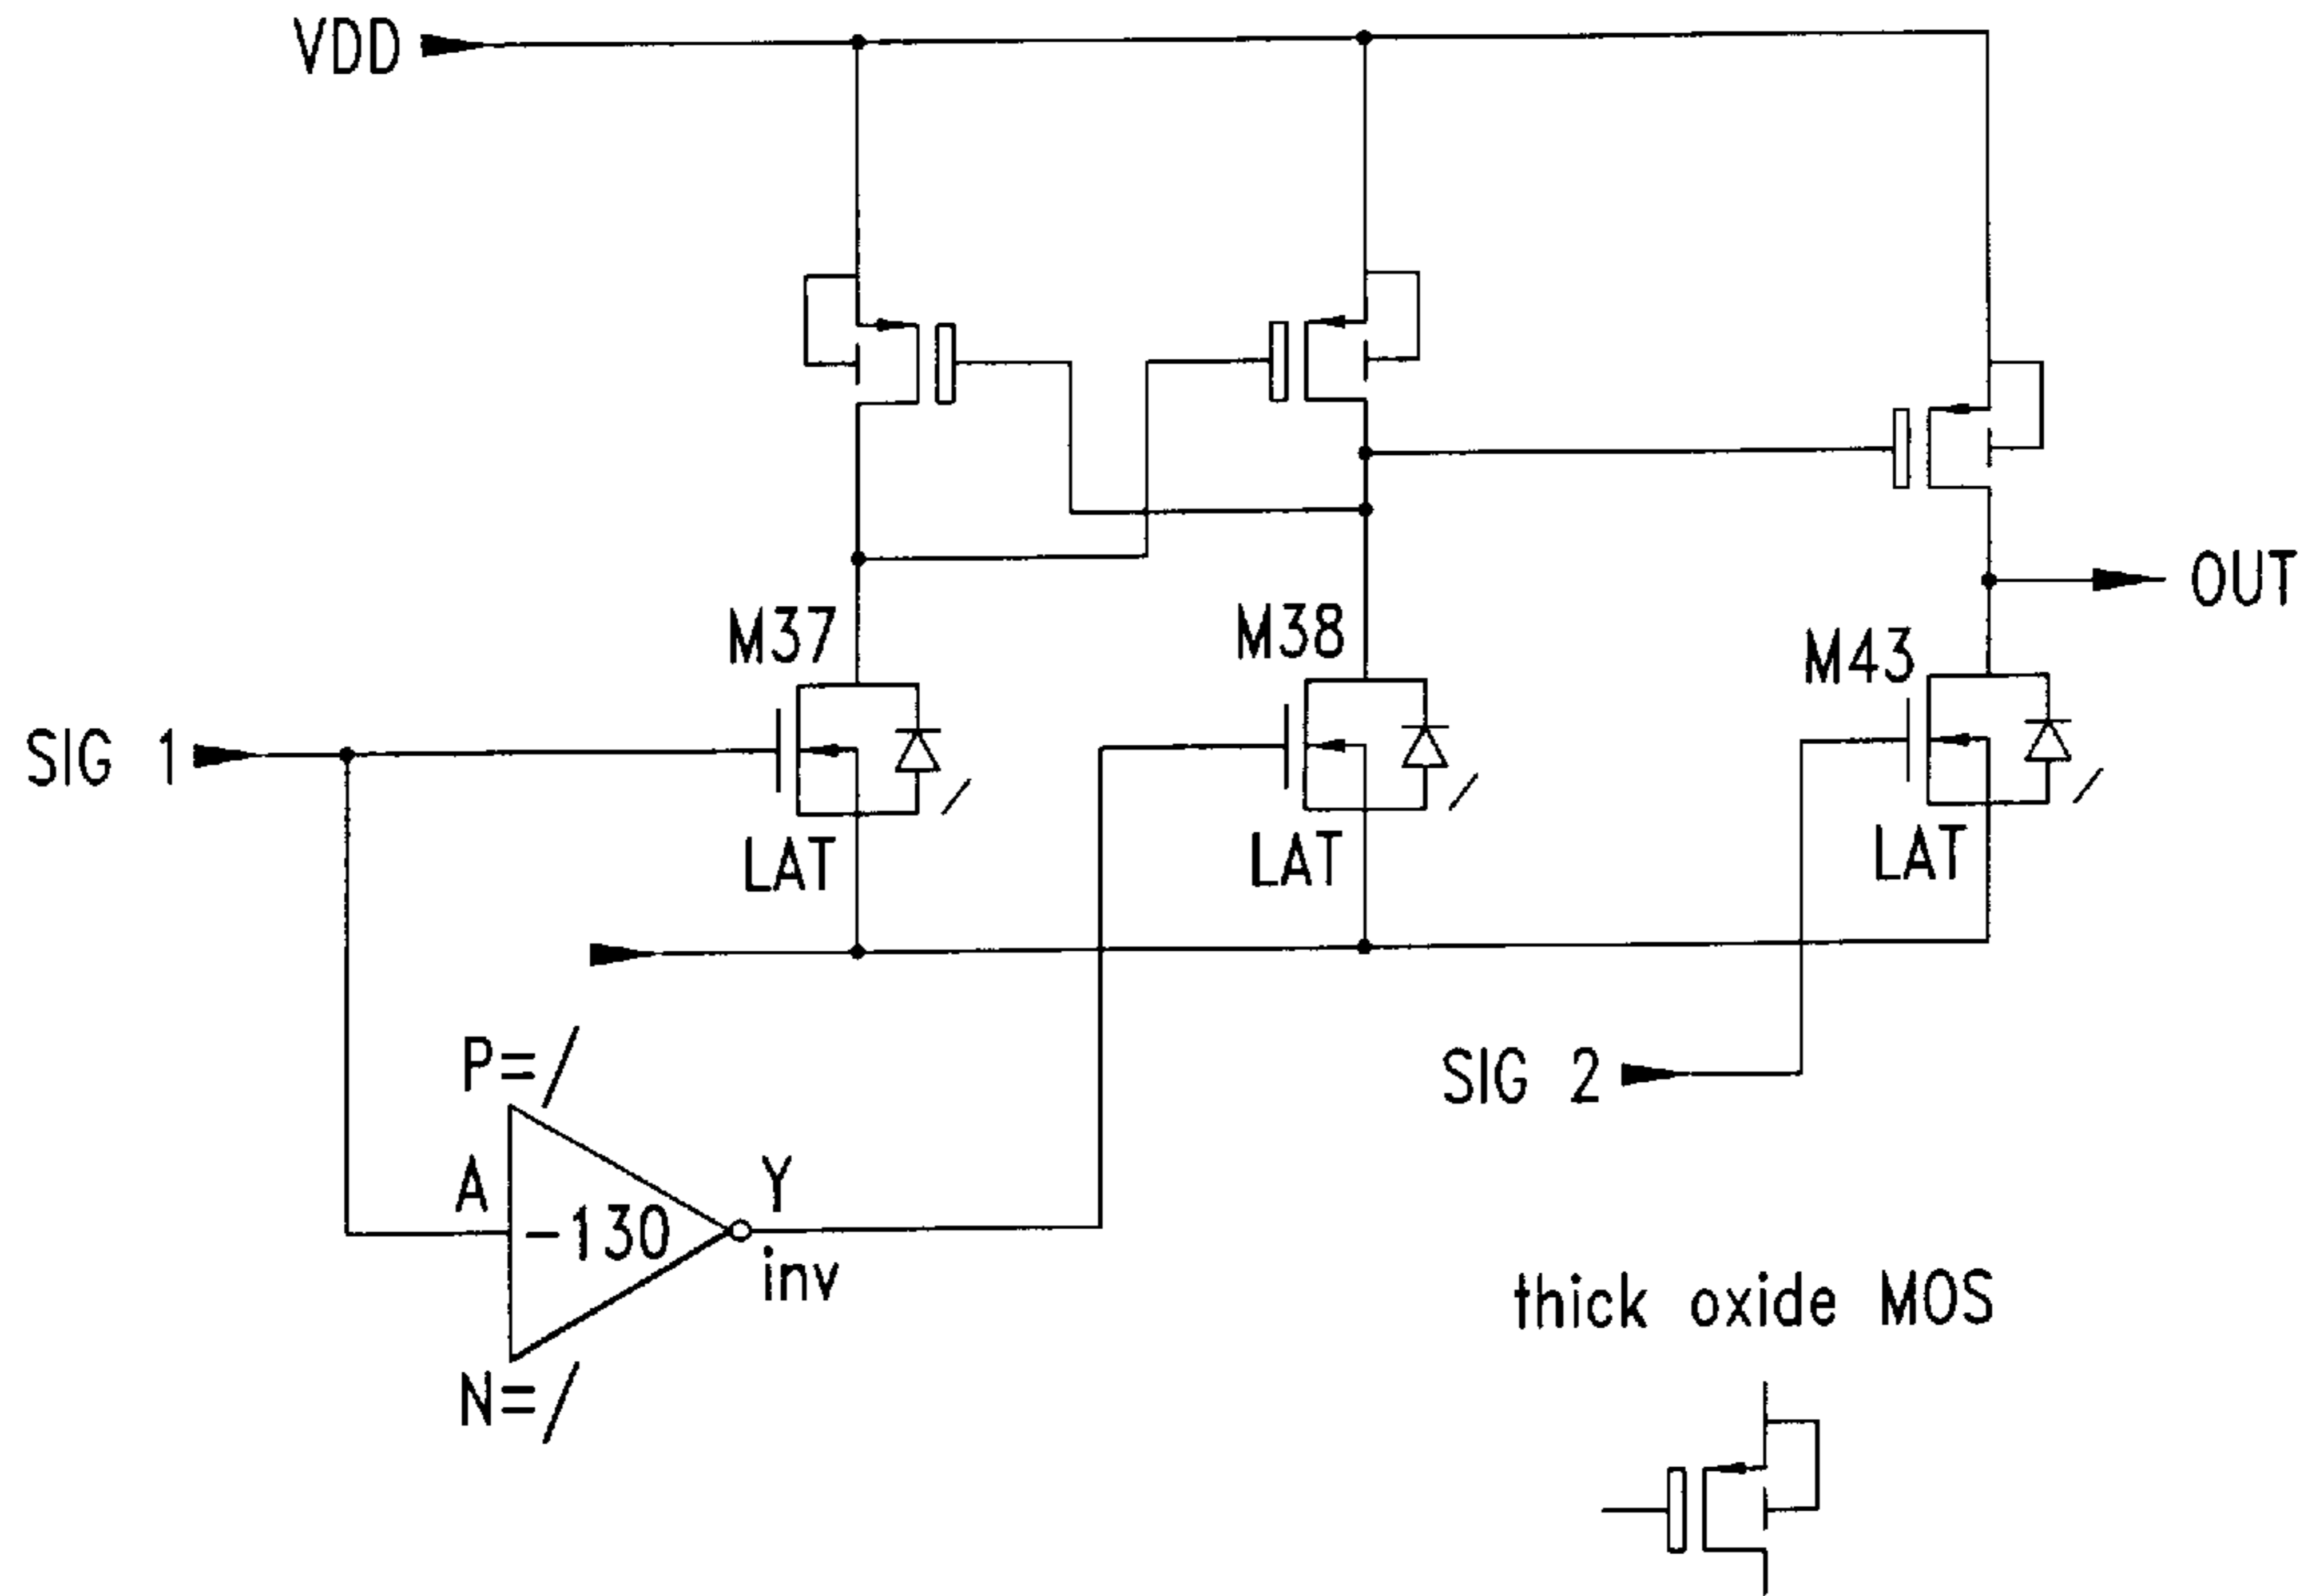 VDD
OUT
M37
M38
M43
SIG 1
LAT
LAT
LAT
P=/
SIG 2
A
Y
-130
inv
thick oxide MOS
N=/